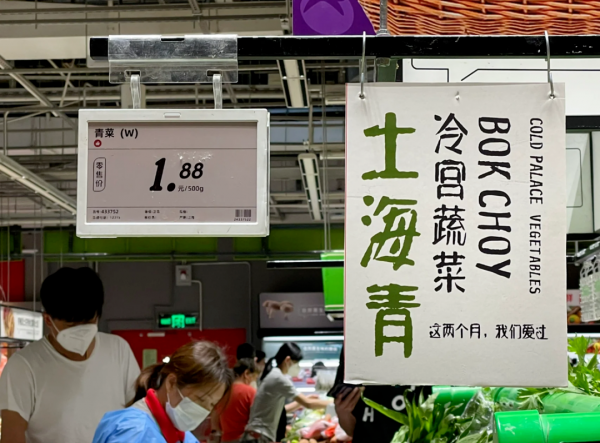 青菜 (W)
零售价
1.88
元/500g
土海青
冷宫蔬菜
BOK CHOY
COLD PALACE VEGETABLES
这两个月，我们爱过